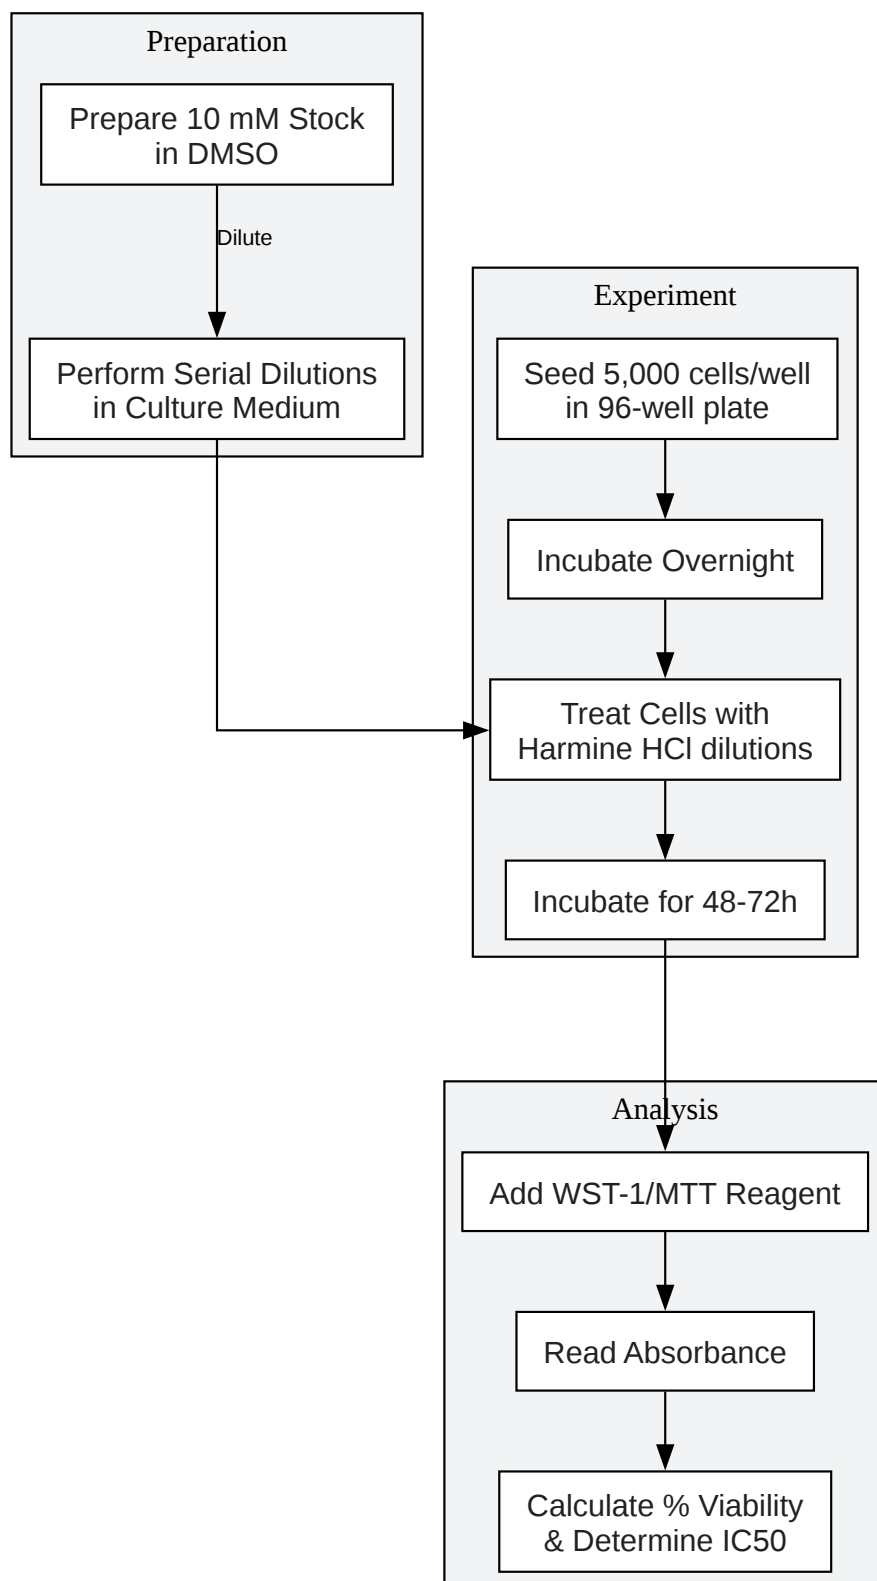 Preparation
Prepare 10 mM Stock
in DMSO
Dilute
Perform Serial Dilutions
in Culture Medium
Experiment
Seed 5,000 cells/well
in 96-well plate
Incubate Overnight
Treat Cells with
Harmine HCl dilutions
Incubate for 48-72h
Analysis
Add WST-1/MTT Reagent
Read Absorbance
Calculate % Viability
& Determine IC50